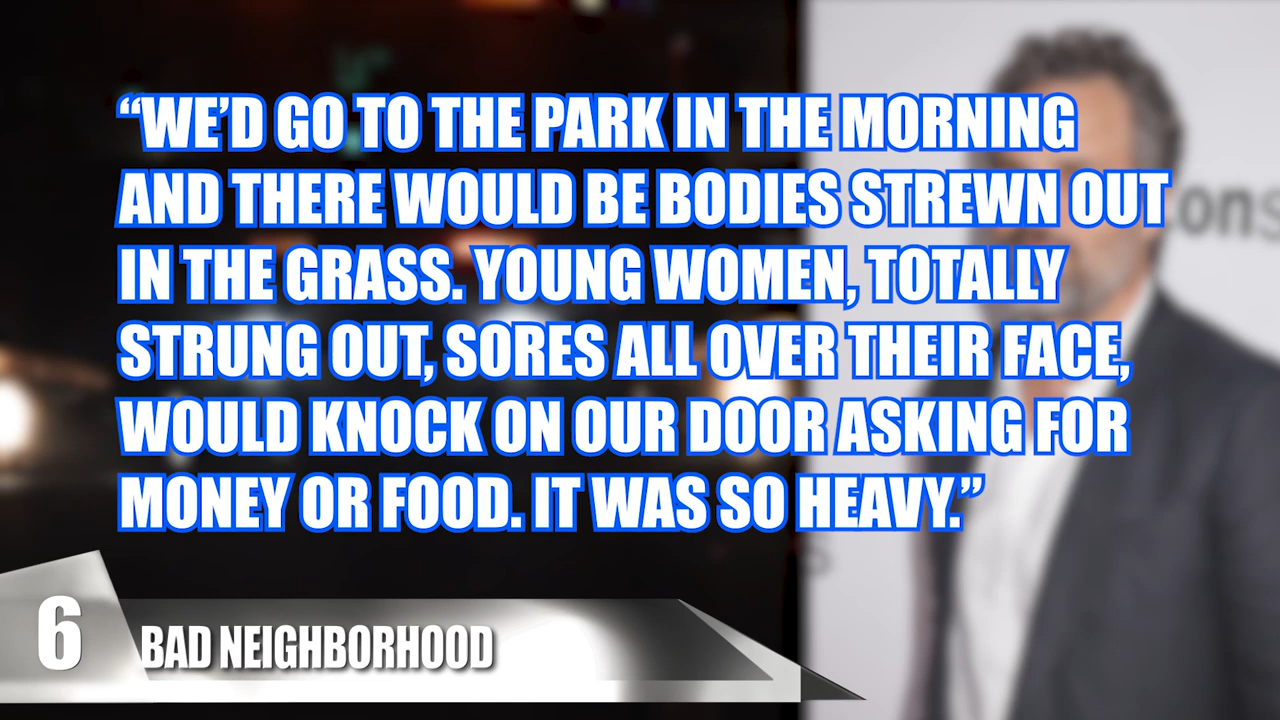 “WE’D GO TO THE PARK IN THE MORNING
AND THERE WOULD BE BODIES STREWN OUT
IN THE GRASS. YOUNG WOMEN, TOTALLY
STRUNG OUT, SORES ALL OVER THEIR FACE,
WOULD KNOCK ON OUR DOOR ASKING FOR
MONEY OR FOOD. IT WAS SO HEAVY.”
6
BAD NEIGHBORHOOD